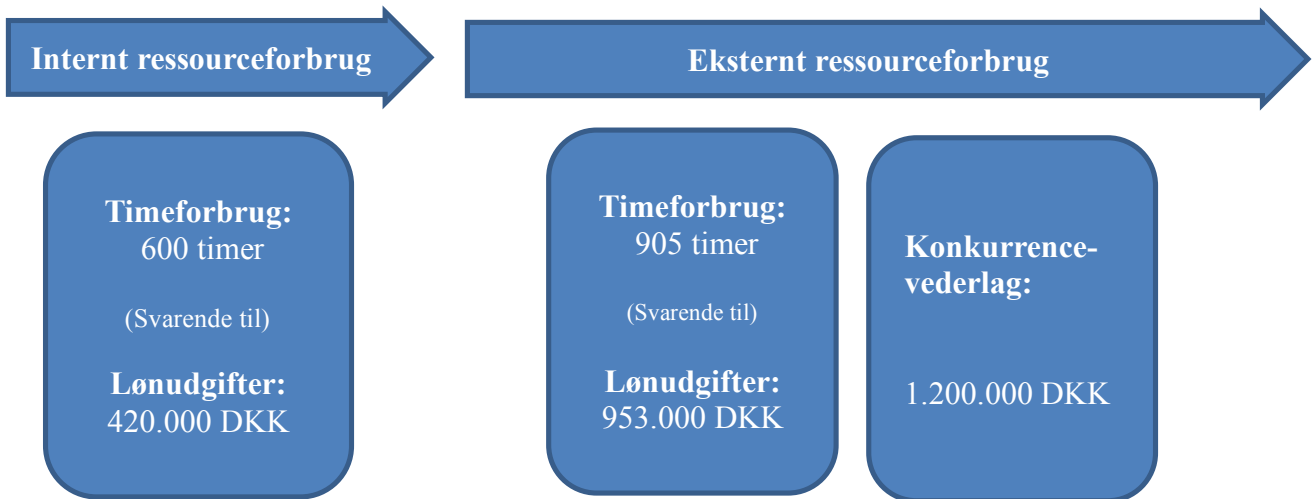 Internt ressourceforbrug
Eksternt ressourceforbrug
Timeforbrug:
600 timer
(Svarende til)
Lønudgifter:
420.000 DKK
Timeforbrug:
905 timer
(Svarende til)
Lønudgifter:
953.000 DKK
Konkurrence-
vederlag:
1.200.000 DKK